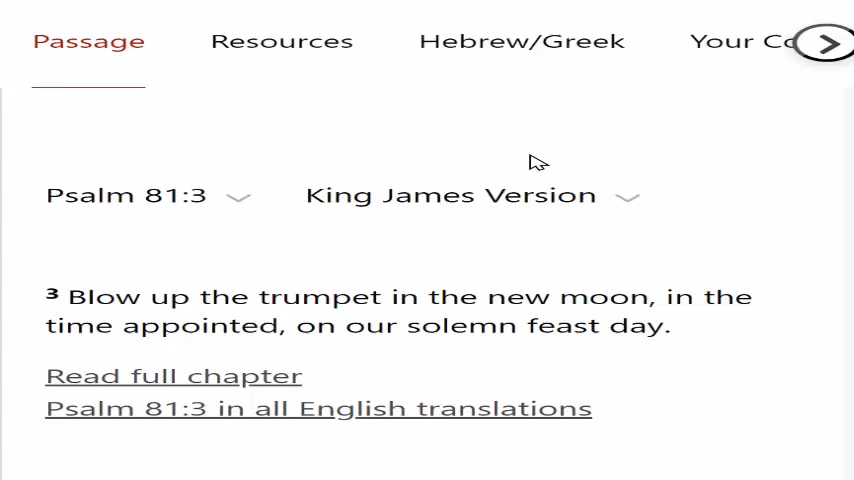 Passage Resources Hebrew/Greek Your
Psalm 81:3 King James Version
3 Blow up the trumpet in the new moon, in the
time appointed, on our solemn feast day.
Read full chapter
Psalm 81:3 in all English translations